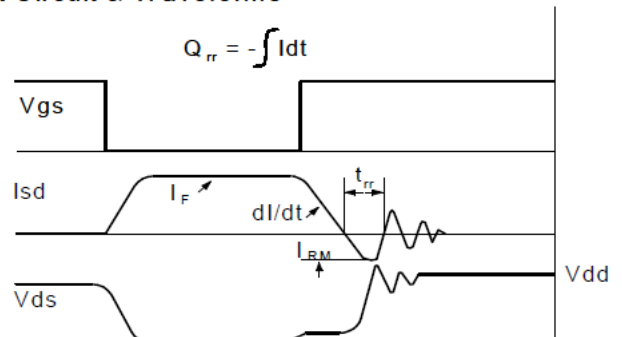 Q rr = -∫Idt
Vgs
Isd
I F
dI/dt
t rr
I RM
Vds
Vdd